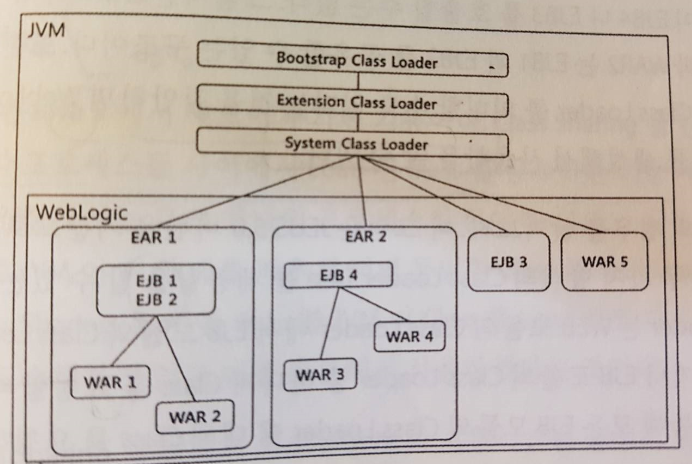 JVM
Bootstrap Class Loader
Extension Class Loader
System Class Loader
WebLogic
EAR 1
EJB 1
EJB 2
WAR 1
WAR 2
EAR 2
EJB 4
WAR 4
WAR 3
EJB 3
WAR 5